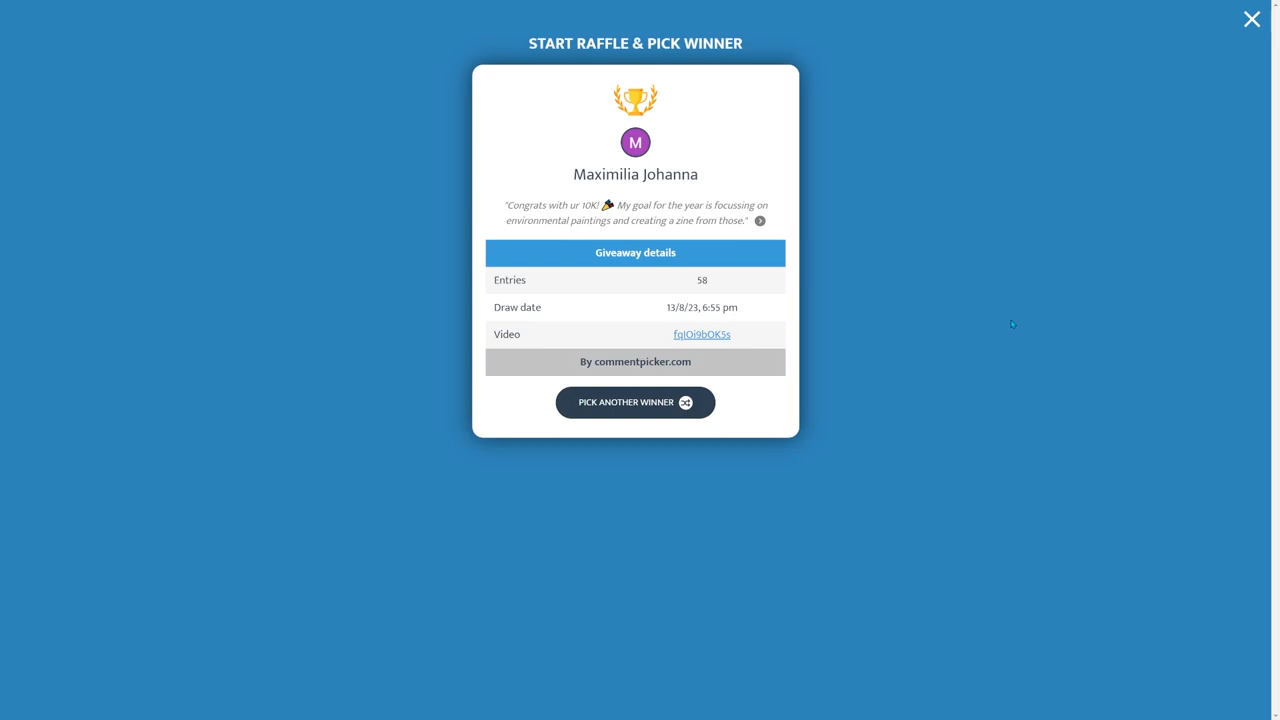 START RAFFLE & PICK WINNER
M
Maximilia Johanna
"Congrats with ur 10K! 🎉 My goal for the year is focussing on
environmental paintings and creating a zine from those."
Giveaway details
Entries 58
Draw date 13/8/23, 6:55 pm
Video fqIOi9bOK5s
By commentpicker.com
PICK ANOTHER WINNER